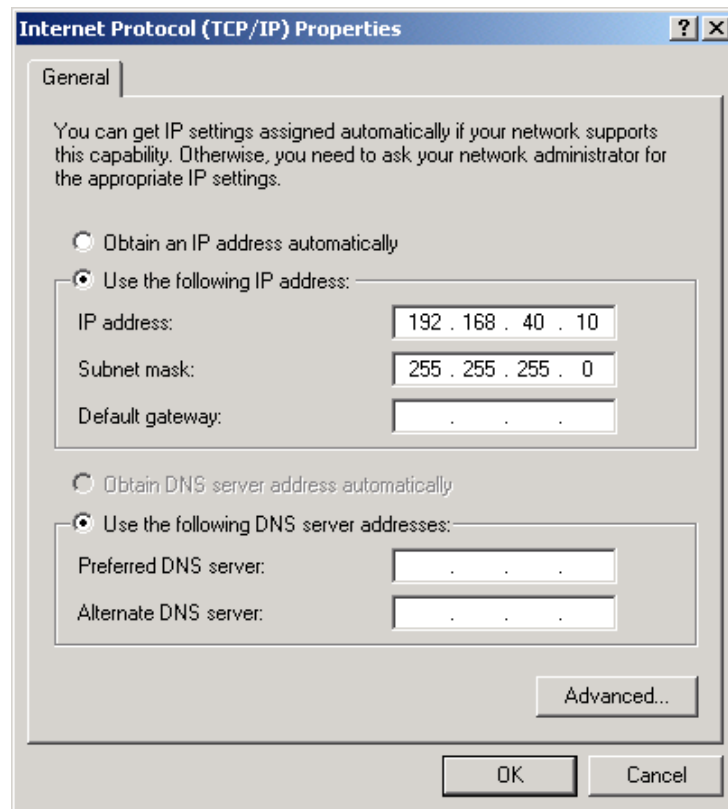 Internet Protocol (TCP/IP) Properties
General
You can get IP settings assigned automatically if your network supports
this capability. Otherwise, you need to ask your network administrator for
the appropriate IP settings.
Obtain an IP address automatically
Use the following IP address:
IP address: 192 . 168 . 40 . 10
Subnet mask: 255 . 255 . 255 . 0
Default gateway: . . .
Obtain DNS server address automatically
Use the following DNS server addresses:
Preferred DNS server: . . .
Alternate DNS server: . . .
Advanced...
OK Cancel